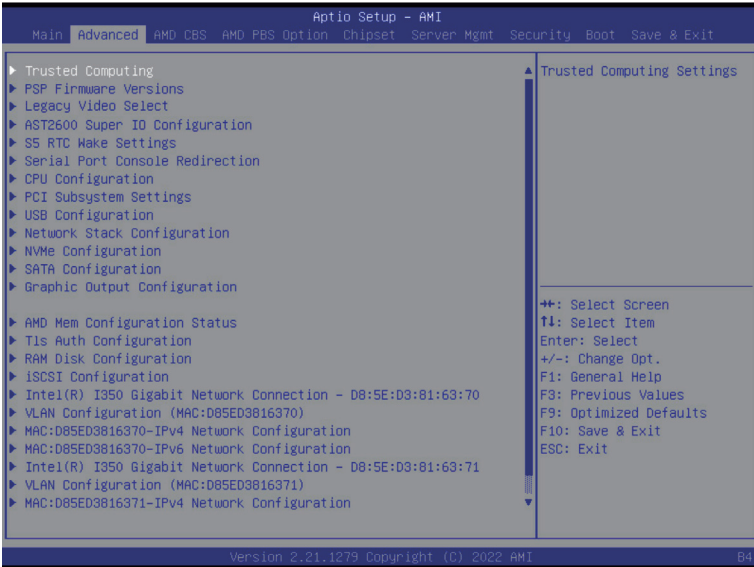 Aptio Setup – AMI
Main Advanced AMD CBS AMD PBS Option Chipset Server Mgmt Security Boot Save & Exit
Trusted Computing
PSP Firmware Versions
Legacy Video Select
AST2600 Super IO Configuration
S5 RTC Wake Settings
Serial Port Console Redirection
CPU Configuration
PCI Subsystem Settings
USB Configuration
Network Stack Configuration
NVMe Configuration
SATA Configuration
Graphic Output Configuration
AMD Mem Configuration Status
Tls Auth Configuration
RAM Disk Configuration
iSCSI Configuration
Intel(R) I350 Gigabit Network Connection – D8:5E:D3:81:63:70
VLAN Configuration (MAC:D85ED3816370)
MAC:D85ED3816370-IPv4 Network Configuration
MAC:D85ED3816370-IPv6 Network Configuration
Intel(R) I350 Gigabit Network Connection – D8:5E:D3:81:63:71
VLAN Configuration (MAC:D85ED3816371)
MAC:D85ED3816371-IPv4 Network Configuration
Trusted Computing Settings
→←: Select Screen
↑↓: Select Item
Enter: Select
+/-: Change Opt.
F1: General Help
F3: Previous Values
F9: Optimized Defaults
F10: Save & Exit
ESC: Exit
Version 2.21.1279 Copyright (C) 2022 AMI
B4